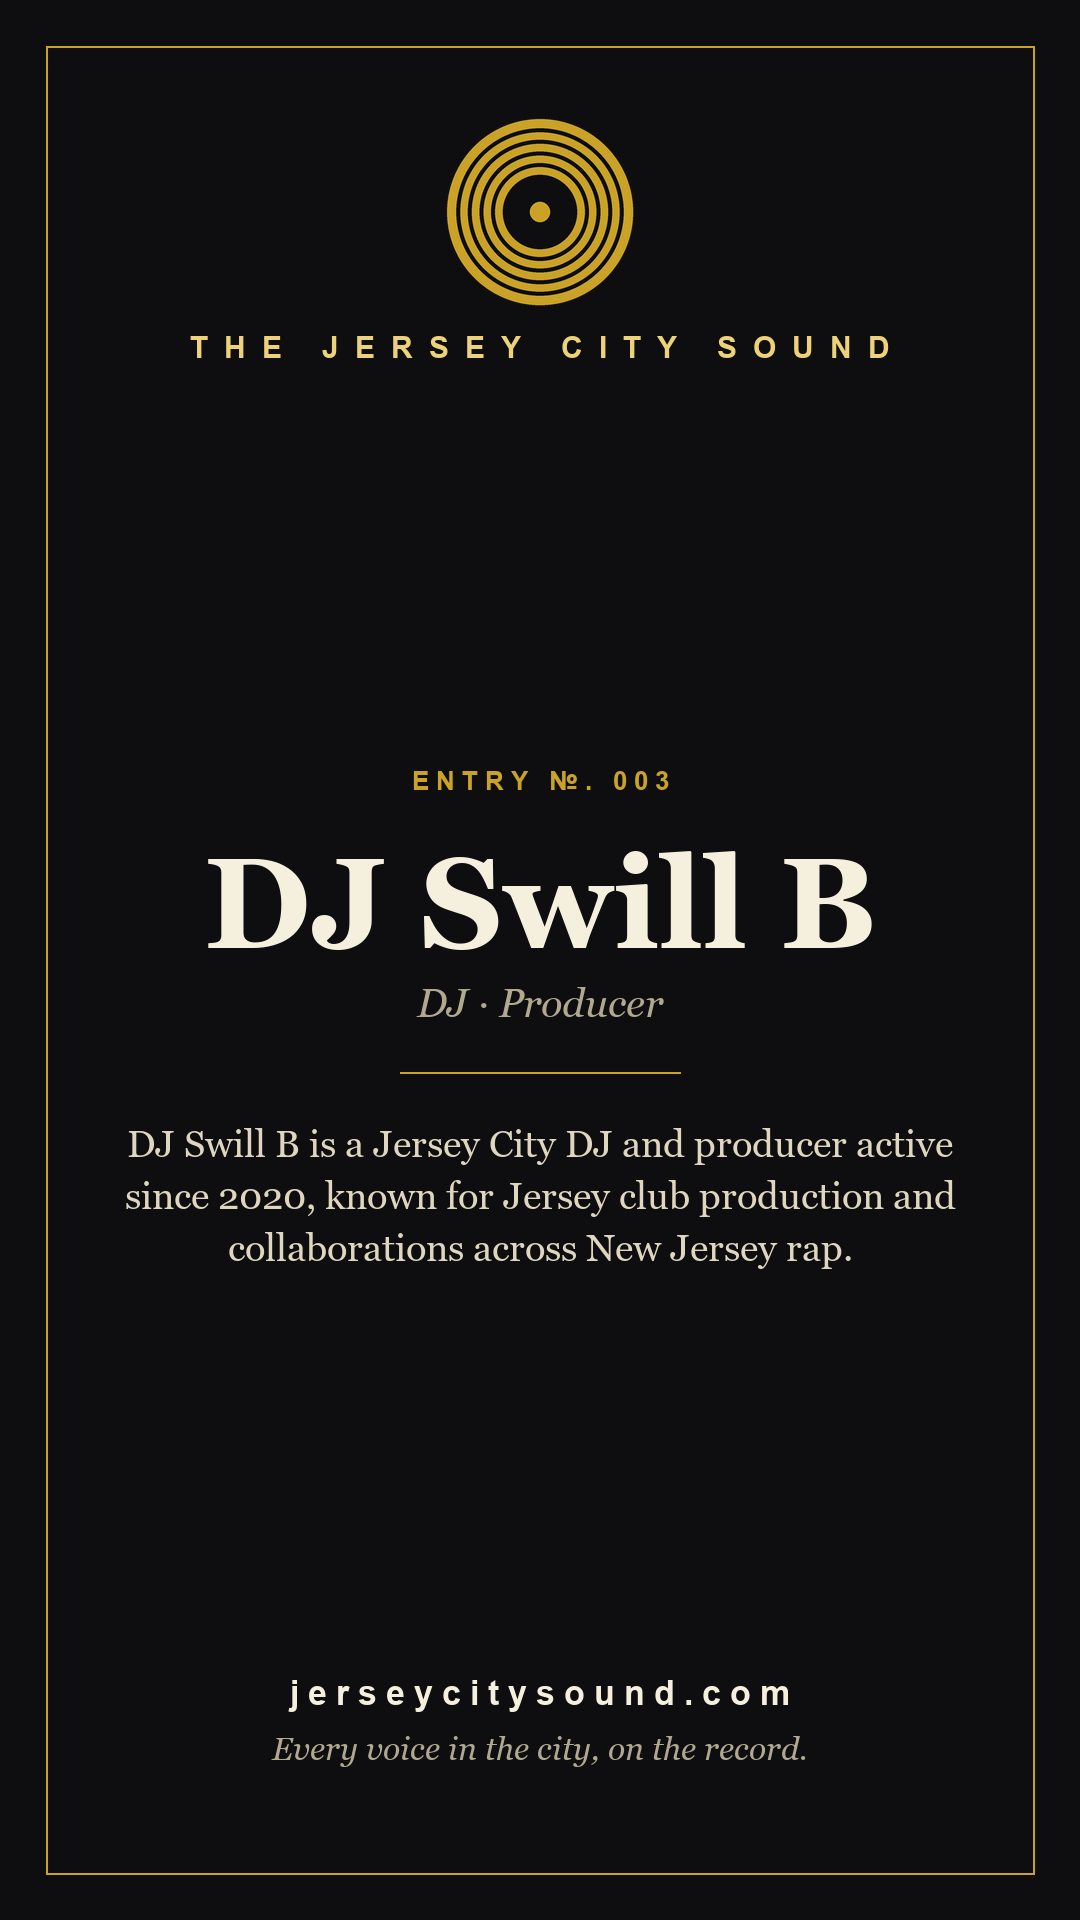 THE JERSEY CITY SOUND
ENTRY №. 003
DJ Swill B
DJ · Producer
DJ Swill B is a Jersey City DJ and producer active
since 2020, known for Jersey club production and
collaborations across New Jersey rap.
jerseycitysound.com
Every voice in the city, on the record.